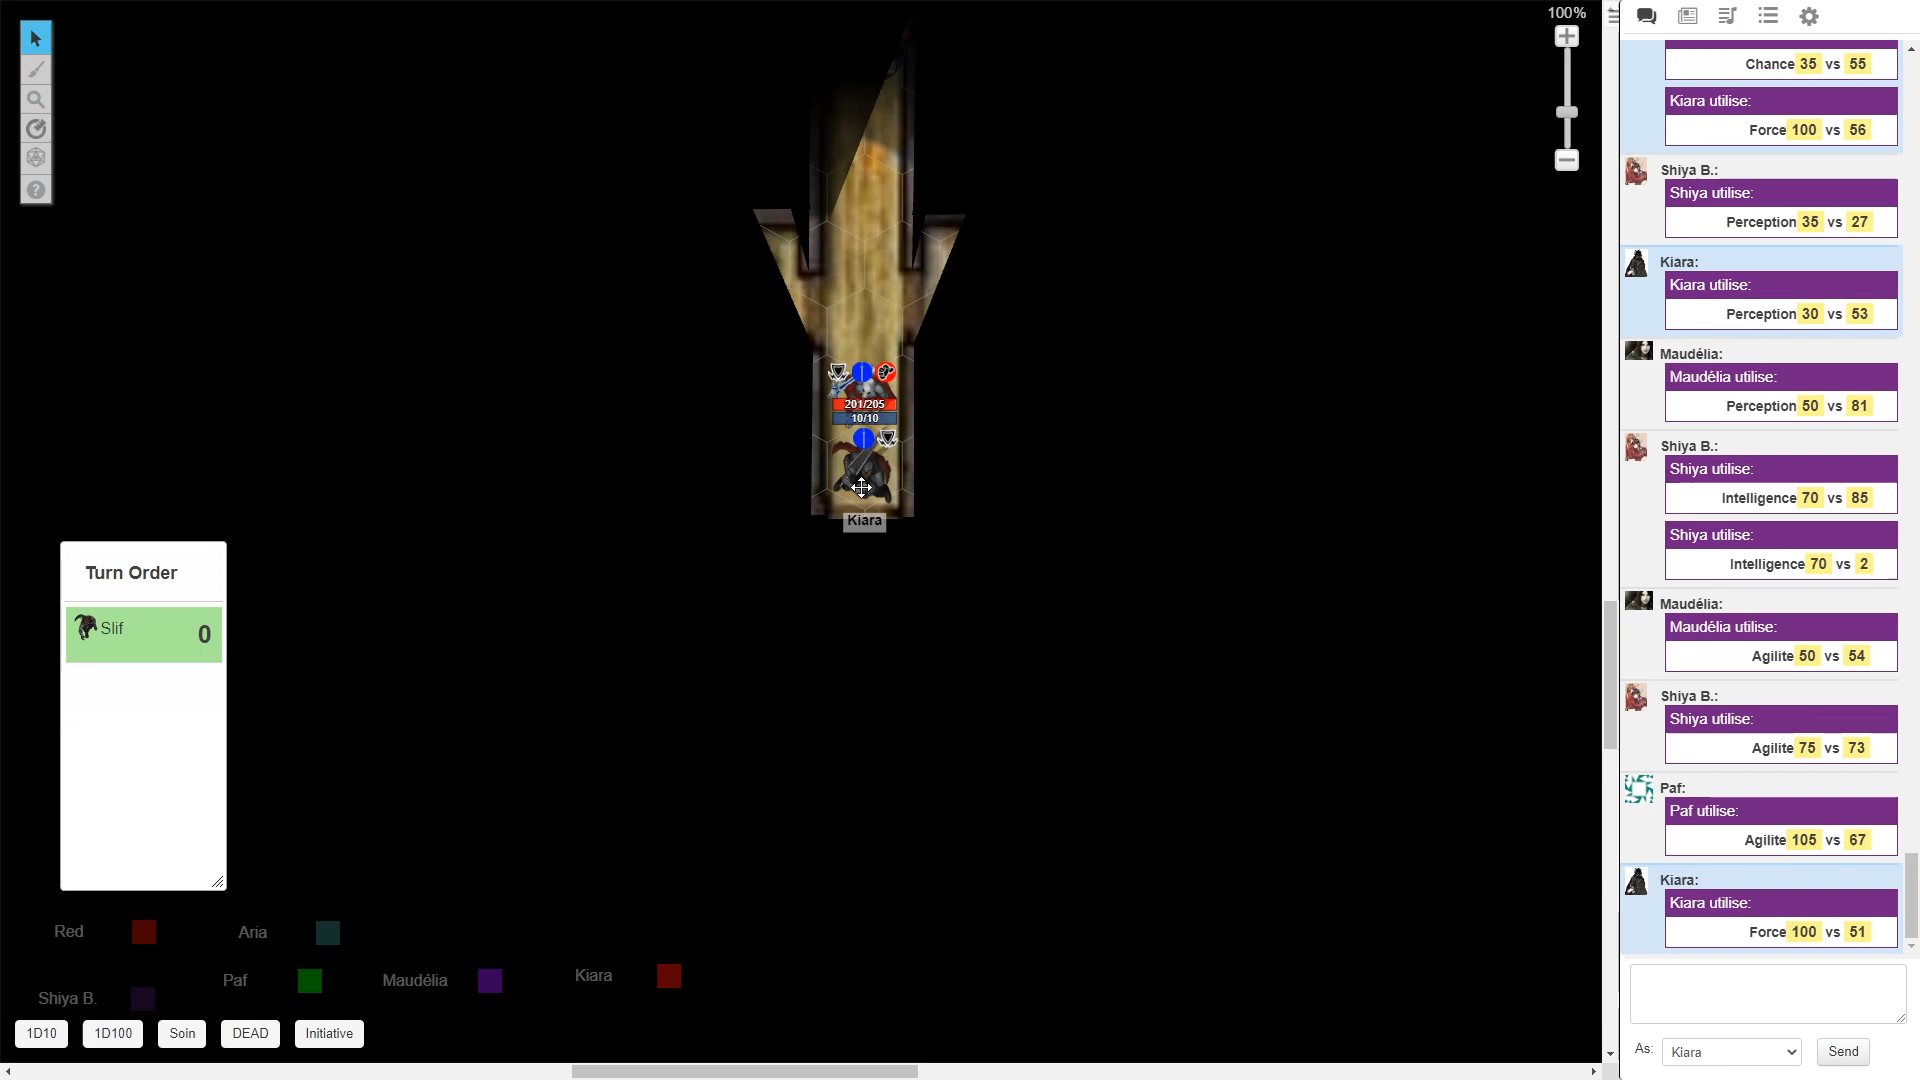 100%
Chance 35 vs 55
Kiara utilise:
Force 100 vs 56
Shiya B.:
Shiya utilise:
Perception 35 vs 27
Kiara:
Kiara utilise:
Perception 30 vs 53
Maudélia:
Maudélia utilise:
Perception 50 vs 81
Shiya B.:
Shiya utilise:
Intelligence 70 vs 85
Shiya utilise:
Intelligence 70 vs 2
Maudélia:
Maudélia utilise:
Agilite 50 vs 54
Shiya B.:
Shiya utilise:
Agilite 75 vs 73
Paf:
Paf utilise:
Agilite 105 vs 67
Kiara:
Kiara utilise:
Force 100 vs 51
As: Kiara Send
201/205
10/10
Kiara
Turn Order
Slif 0
Red Aria
Shiya B. Paf Maudélia Kiara
1D10 1D100 Soin DEAD Initiative